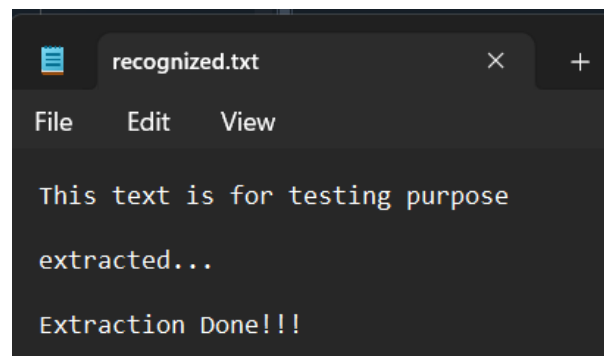 recognized.txt
File Edit View
This text is for testing purpose
extracted...
Extraction Done!!!